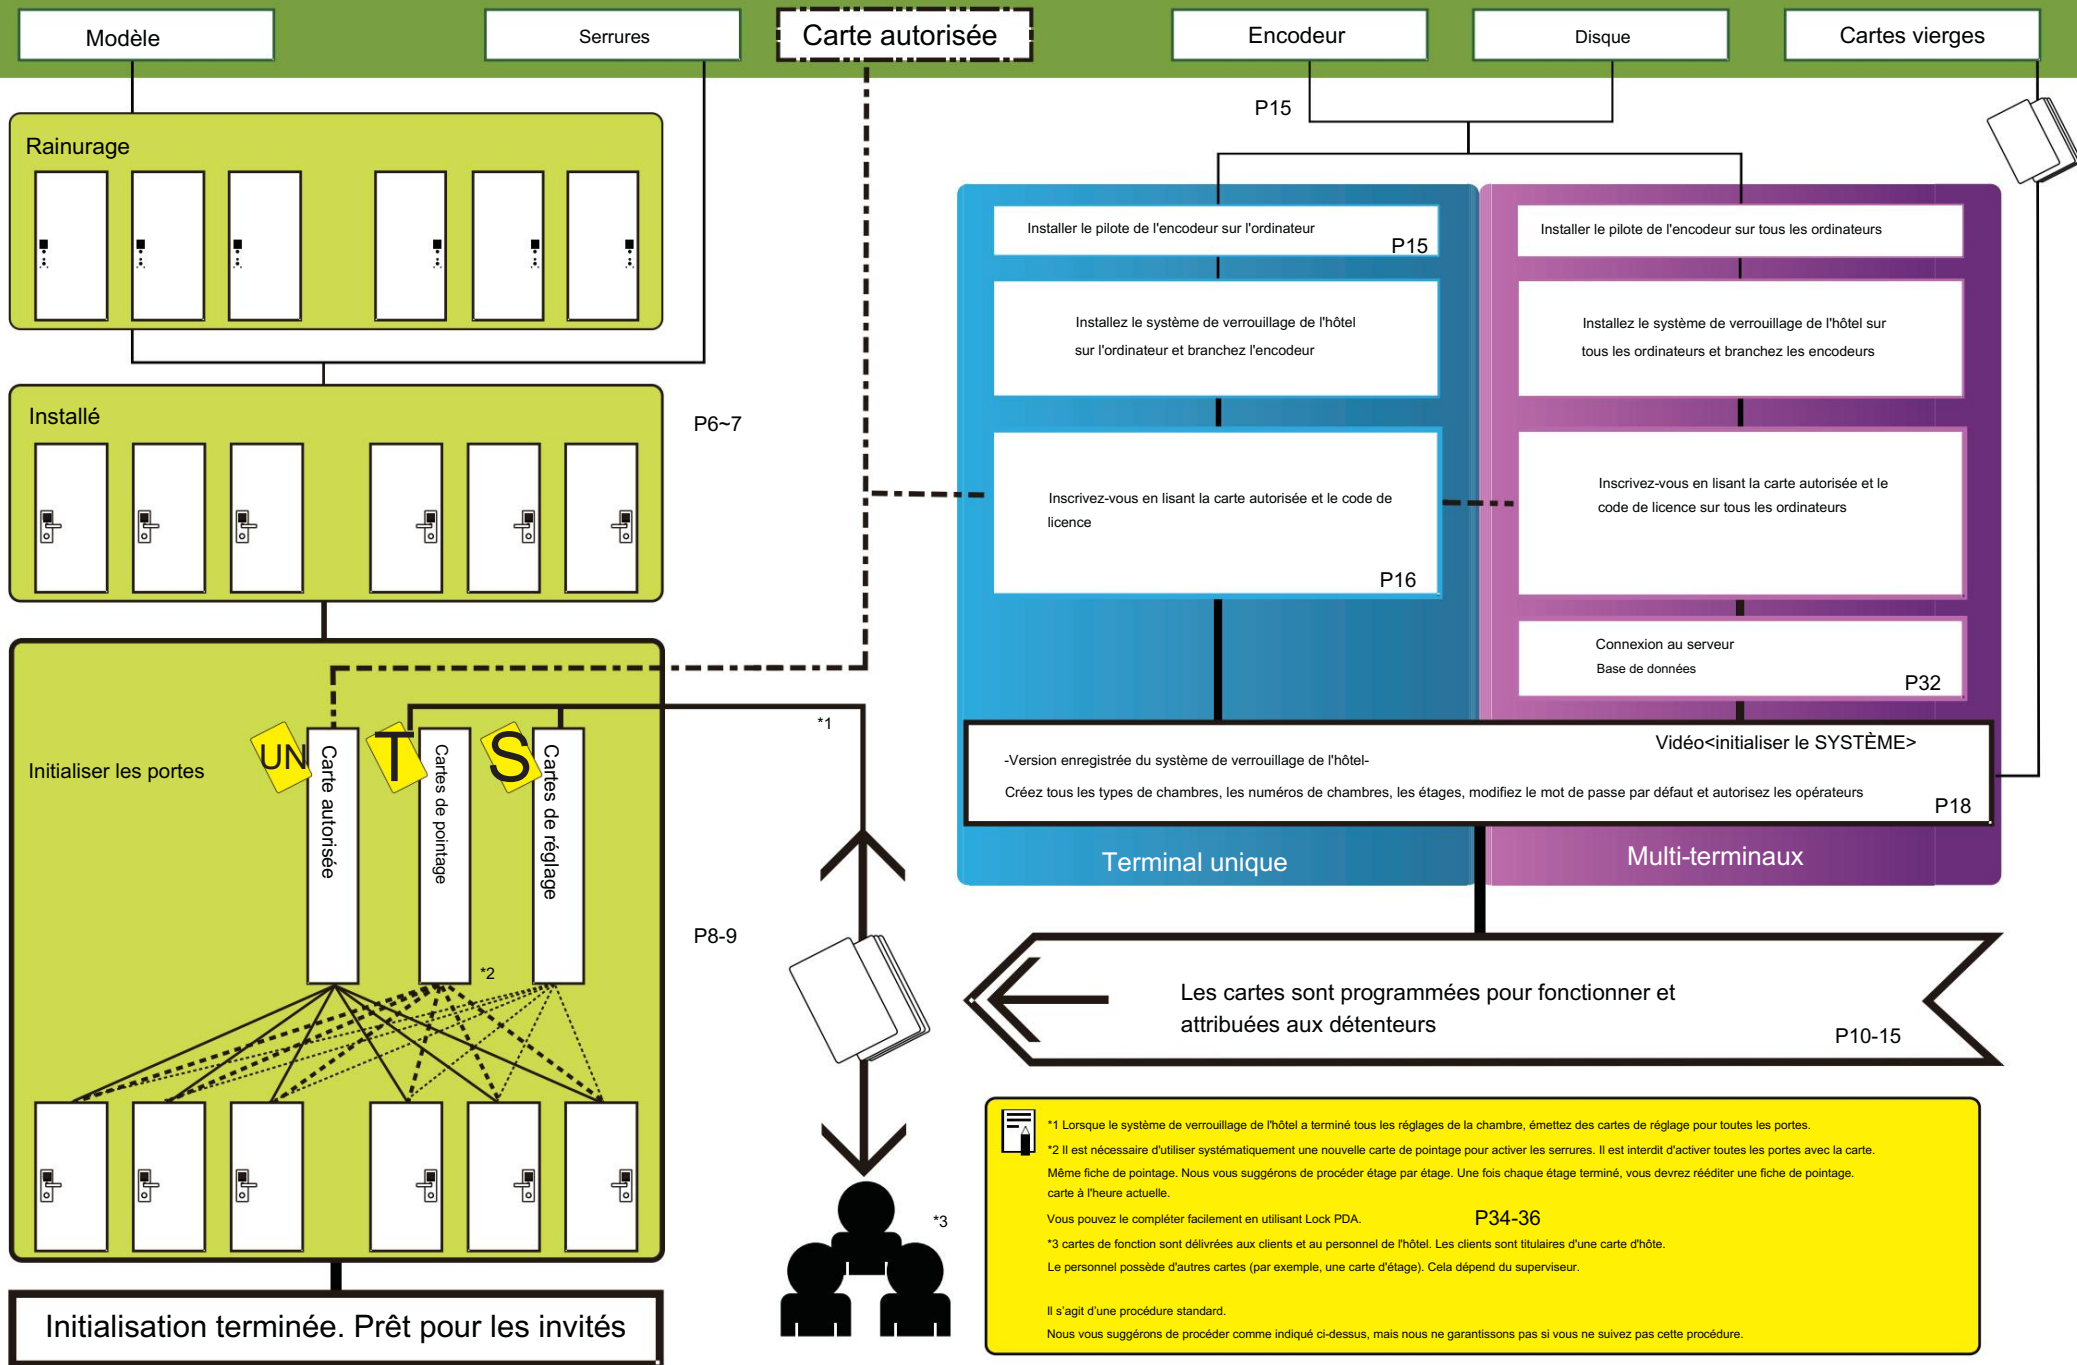 Modèle
Serrures
Carte autorisée
Encodeur
Disque
Cartes vierges
P15
Rainurage
Installé
P6~7
Initialiser les portes
UN
Carte autorisée
T
Cartes de pointage
S
Cartes de réglage
*1
*2
P8-9
Initialisation terminée. Prêt pour les invités
*3
Installer le pilote de l'encodeur sur l'ordinateur
P15
Installez le système de verrouillage de l'hôtel
sur l'ordinateur et branchez l'encodeur
Inscrivez-vous en lisant la carte autorisée et le code de
licence
P16
Installer le pilote de l'encodeur sur tous les ordinateurs
Installez le système de verrouillage de l'hôtel sur
tous les ordinateurs et branchez les encodeurs
Inscrivez-vous en lisant la carte autorisée et le
code de licence sur tous les ordinateurs
Connexion au serveur
Base de données
P32
Vidéo<initialiser le SYSTÈME>
-Version enregistrée du système de verrouillage de l'hôtel-
Créez tous les types de chambres, les numéros de chambres, les étages, modifiez le mot de passe par défaut et autorisez les opérateurs
P18
Terminal unique
Multi-terminaux
Les cartes sont programmées pour fonctionner et
attribuées aux détenteurs
P10-15
*1 Lorsque le système de verrouillage de l'hôtel a terminé tous les réglages de la chambre, émettez des cartes de réglage pour toutes les portes.
*2 Il est nécessaire d'utiliser systématiquement une nouvelle carte de pointage pour activer les serrures. Il est interdit d'activer toutes les portes avec la carte.
Même fiche de pointage. Nous vous suggérons de procéder étage par étage. Une fois chaque étage terminé, vous devrez rééditer une fiche de pointage.
carte à l'heure actuelle.
Vous pouvez le compléter facilement en utilisant Lock PDA. P34-36
*3 cartes de fonction sont délivrées aux clients et au personnel de l'hôtel. Les clients sont titulaires d'une carte d'hôte.
Le personnel possède d'autres cartes (par exemple, une carte d'étage). Cela dépend du superviseur.
Il s'agit d'une procédure standard.
Nous vous suggérons de procéder comme indiqué ci-dessus, mais nous ne garantissons pas si vous ne suivez pas cette procédure.